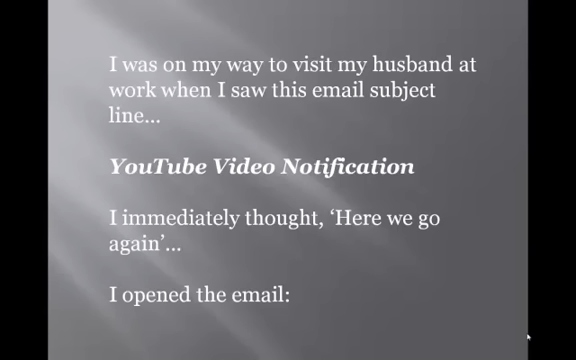 I was on my way to visit my husband at
work when I saw this email subject
line...
YouTube Video Notification
I immediately thought, ‘Here we go
again’...
I opened the email: